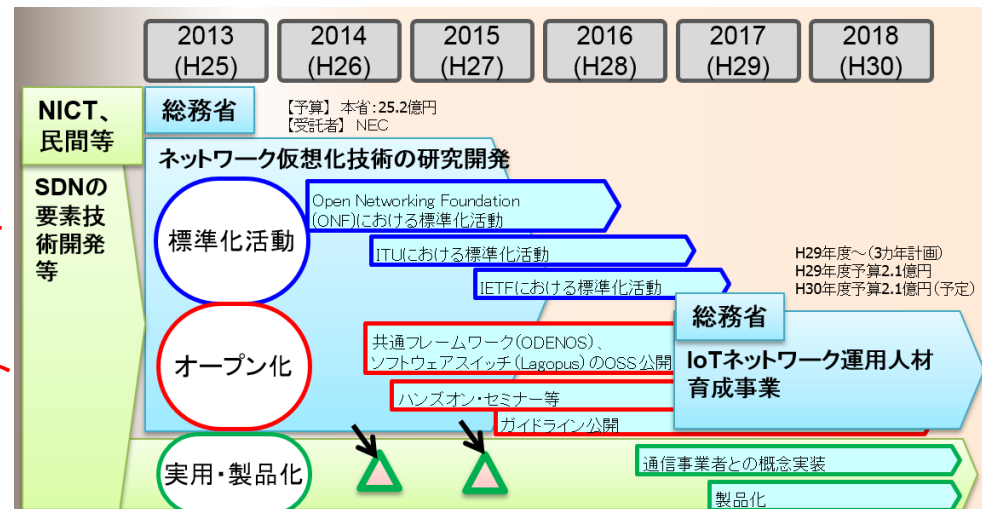 2013
(H25)
2014
(H26)
2015
(H27)
2016
(H28)
2017
(H29)
2018
(H30)
NICT、
民間等
総務省
【予算】本省：25.2億円
【受託者】NEC
ネットワーク仮想化技術の研究開発
SDNの
要素技
術開発
等
標準化活動
Open Networking Foundation
(ONF)における標準化活動
ITUにおける標準化活動
IETFにおける標準化活動
H29年度～（3カ年計画）
H29年度予算2.1億円
H30年度予算2.1億円（予定）
オープン化
共通フレームワーク（ODENOS）、
ソフトウェアスイッチ（Lagopus）のOSS公開
ハンズオン・セミナー等
ガイドライン公開
総務省
IoTネットワーク運用人材
育成事業
実用・製品化
通信事業者との概念実装
製品化